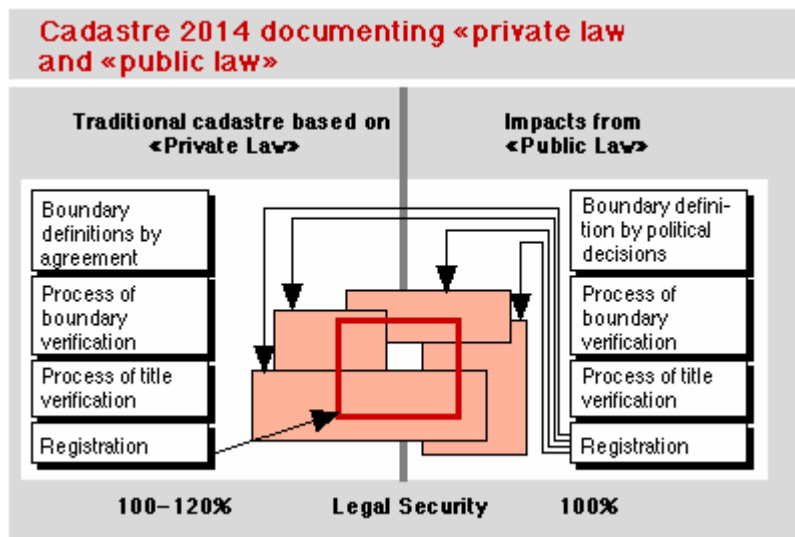 Cadastre 2014 documenting «private law
and «public law»
Traditional cadastre based on
«Private Law»
Impacts from
«Public Law»
Boundary
definitions by
agreement
Process of
boundary
verification
Process of title
verification
Registration
Boundary defini-
tion by political
decisions
Process of
boundary
verification
Process of title
verification
Registration
100–120%
Legal Security
100%